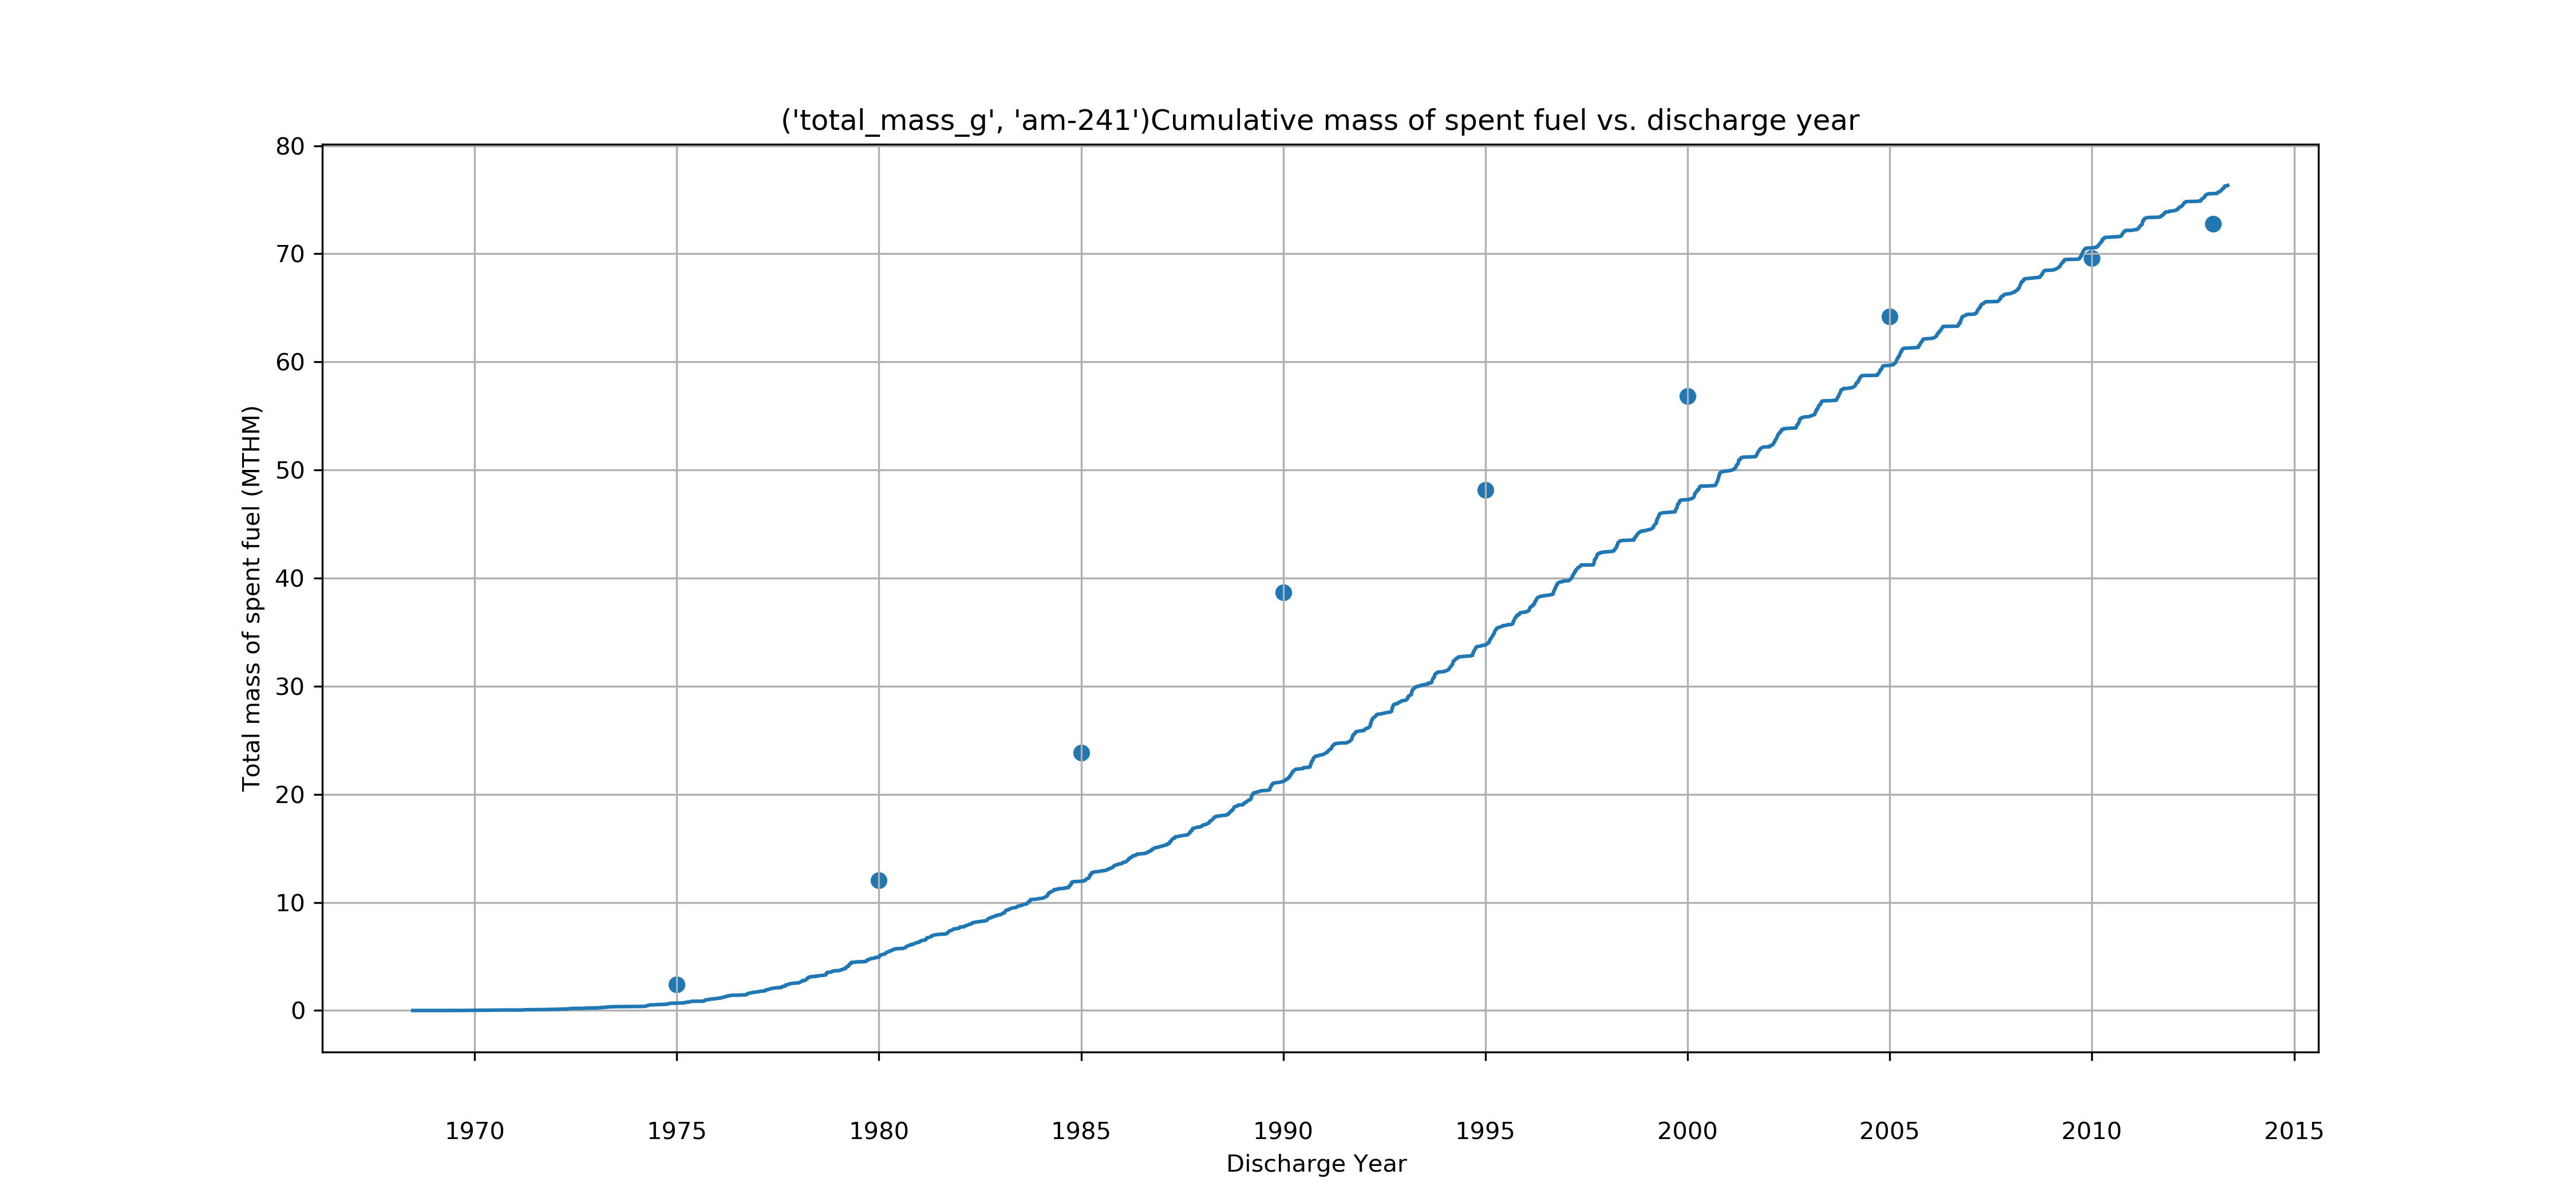 ('total_mass_g', 'am-241')Cumulative mass of spent fuel vs. discharge year
Total mass of spent fuel (MTHM)
80
70
60
50
40
30
20
10
0
1970 1975 1980 1985 1990 1995 2000 2005 2010 2015
Discharge Year